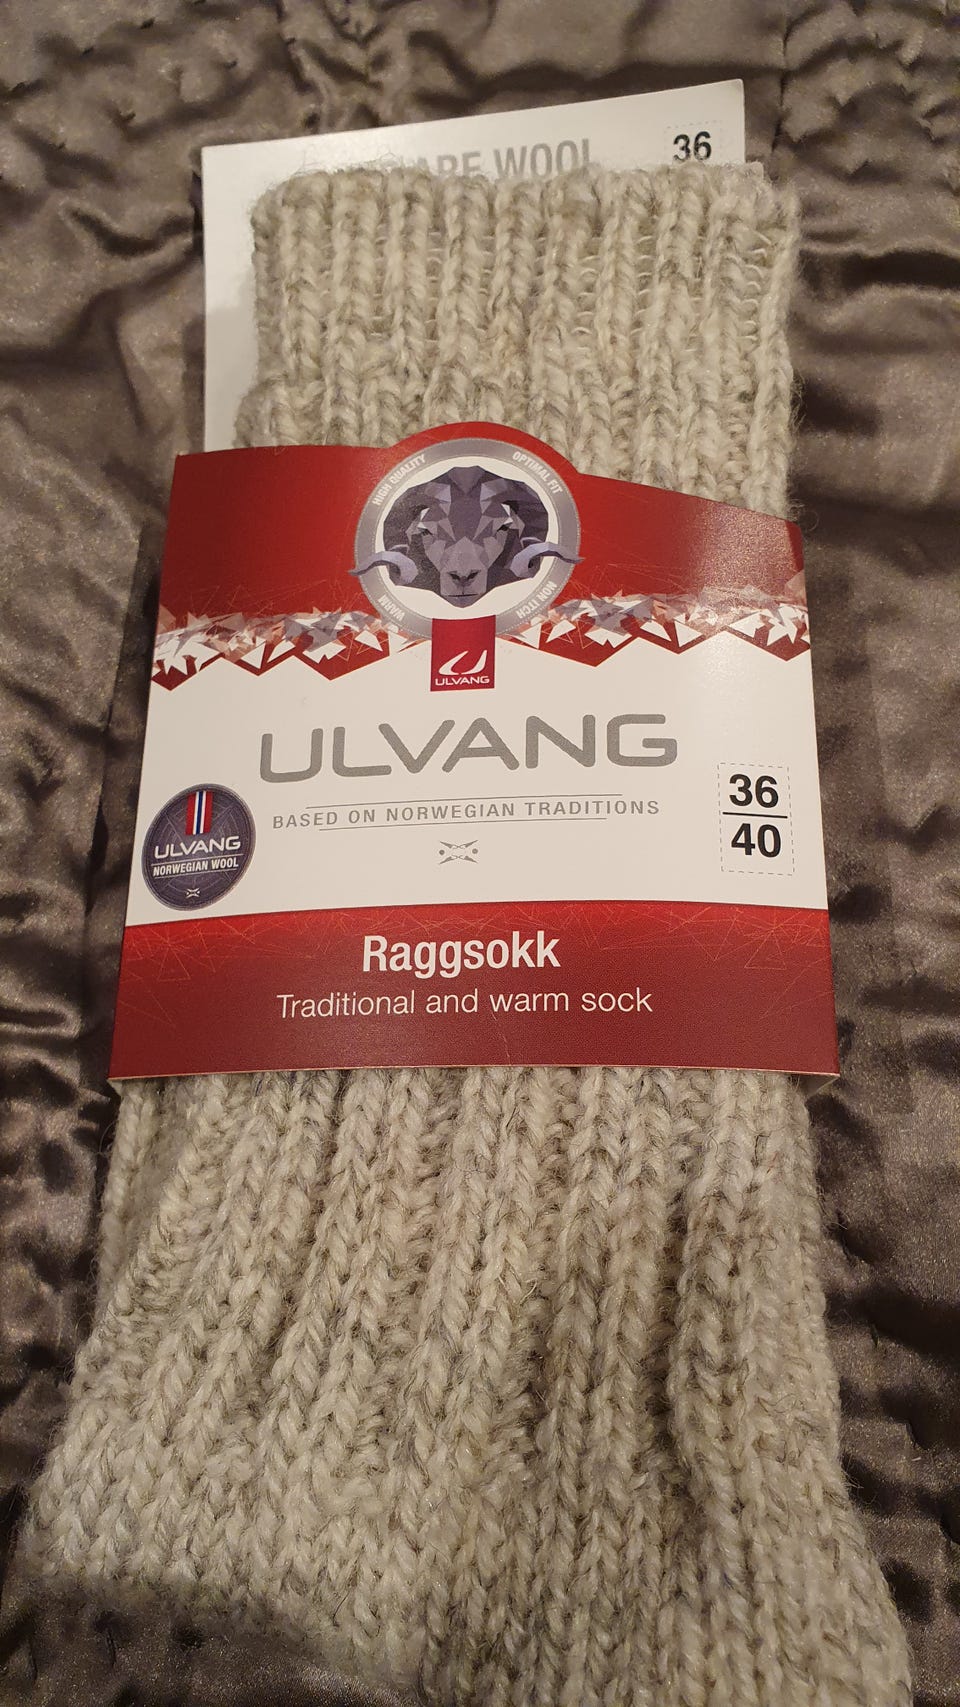 WOOL
36
HIGH QUALITY
OPTIMAL FIT
WARM
NON ITCH
ULVANG
ULVANG
BASED ON NORWEGIAN TRADITIONS
36
40
ULVANG
NORWEGIAN WOOL
Raggsokk
Traditional and warm sock